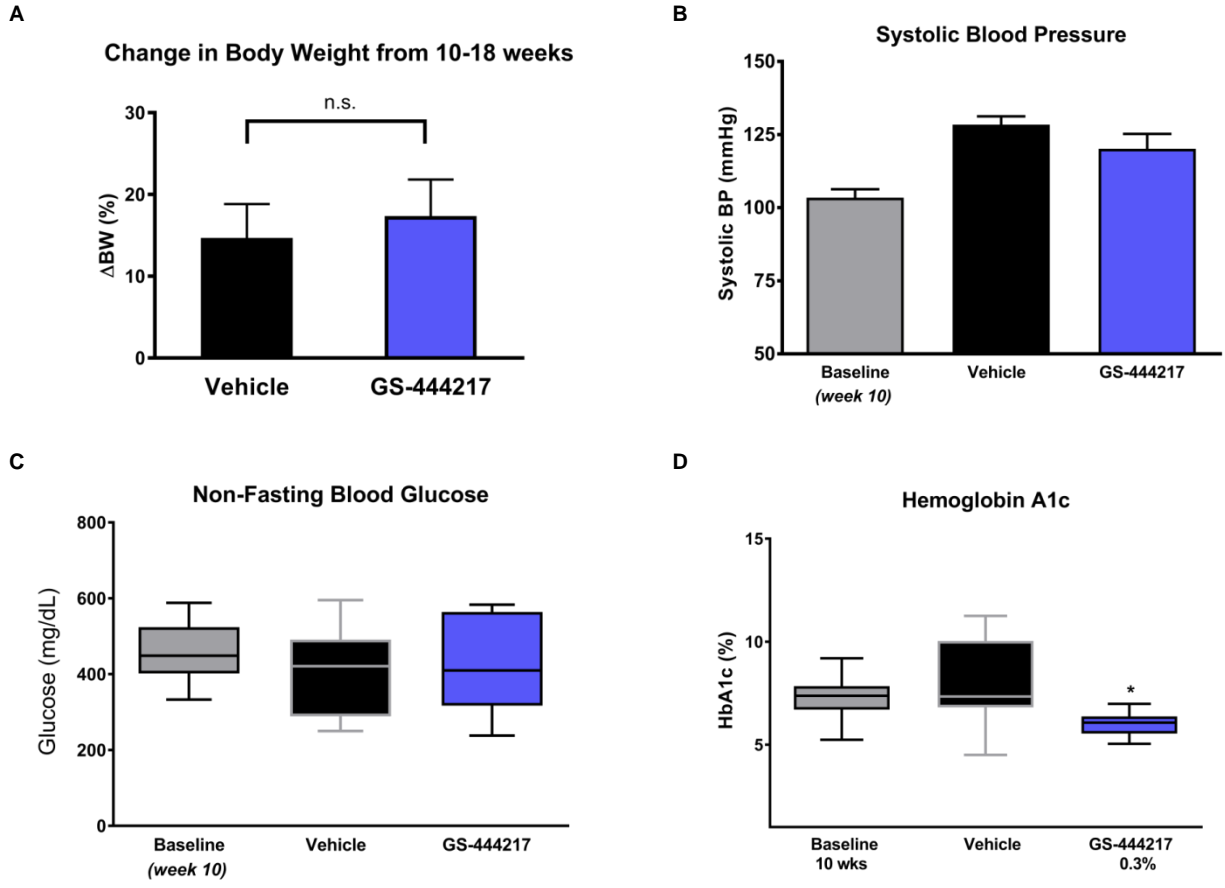 A
Change in Body Weight from 10-18 weeks
n.s.
30
20
10
0
ΔBW (%)
Vehicle
GS-444217
B
Systolic Blood Pressure
150
125
100
75
50
Systolic BP (mmHg)
Baseline
(week 10)
Vehicle
GS-444217
C
Non-Fasting Blood Glucose
800
600
400
200
0
Glucose (mg/dL)
Baseline
(week 10)
Vehicle
GS-444217
D
Hemoglobin A1c
15
10
5
HbA1c (%)
*
Baseline
10 wks
Vehicle
GS-444217
0.3%